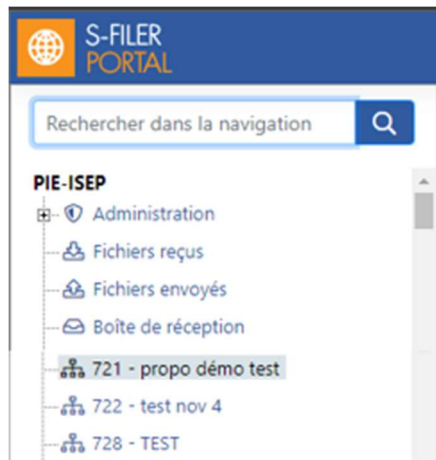 S-FILER
PORTAL
Rechercher dans la navigation
PIE-ISEP
Administration
Fichiers reçus
Fichiers envoyés
Boîte de réception
721 - propo démo test
722 - test nov 4
728 - TEST